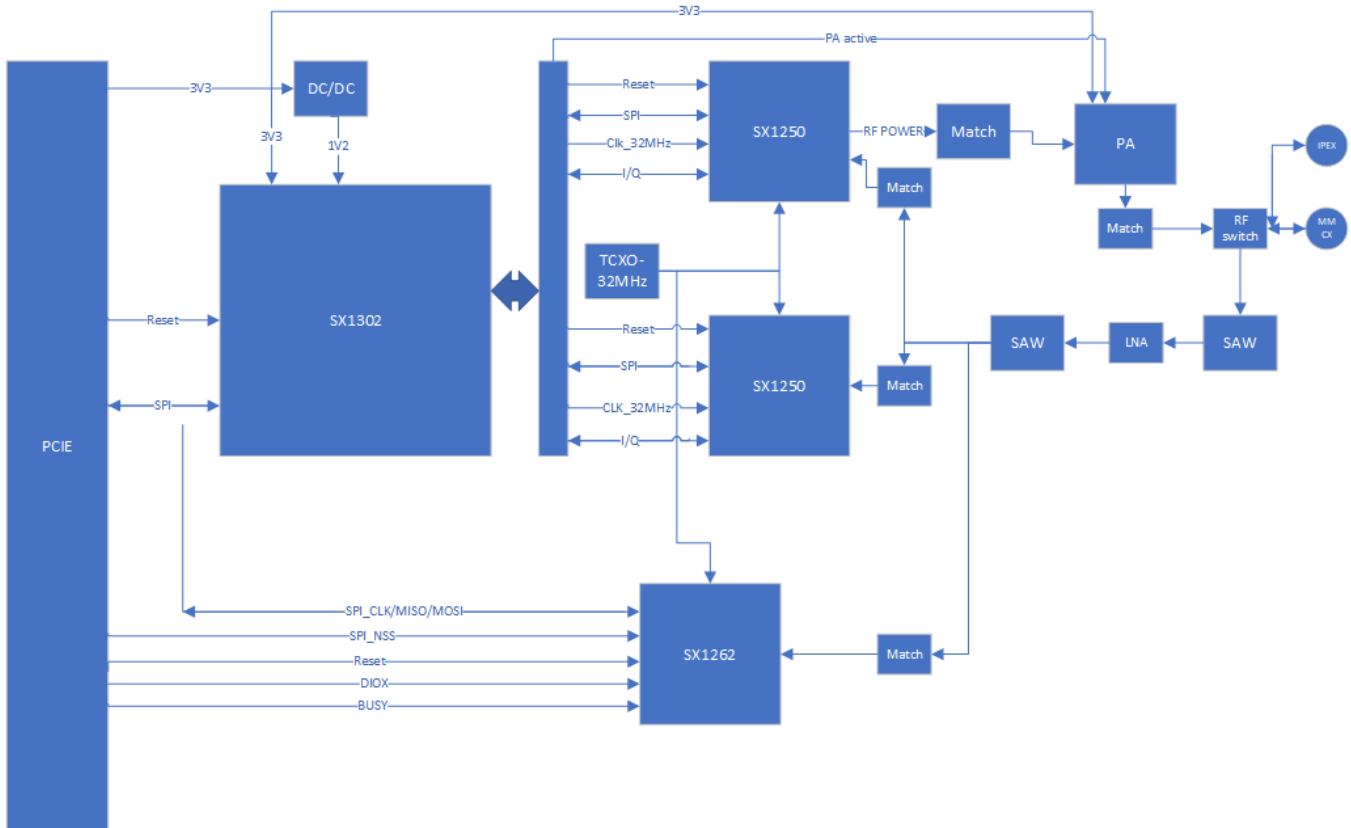 3V3
PA active
3V3
DC/DC
3V3
1V2
Reset
SPI
Clk_32MHz
I/Q
SX1250
RF POWER
Match
PA
IPEX
Match
Match
RF
switch
MM
CX
TCXO-
32MHz
Reset
SX1302
Reset
SPI
SX1250
SAW
LNA
SAW
SPI
Match
CLK_32MHz
I/Q
PCIE
SPI_CLK/MISO/MOSI
SPI_NSS
SX1262
Match
Reset
DIOX
BUSY